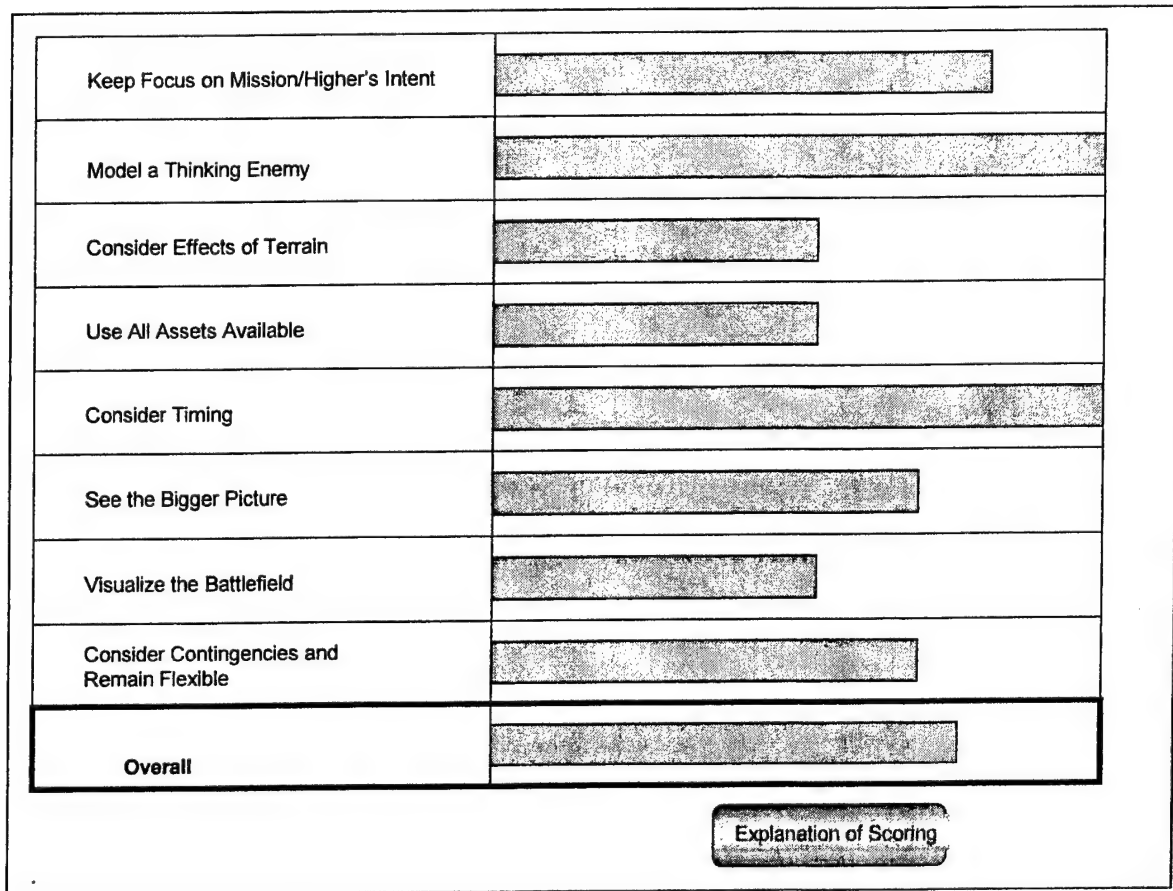 Keep Focus on Mission/Higher's Intent
Model a Thinking Enemy
Consider Effects of Terrain
Use All Assets Available
Consider Timing
See the Bigger Picture
Visualize the Battlefield
Consider Contingencies and
Remain Flexible
Overall
Explanation of Scoring